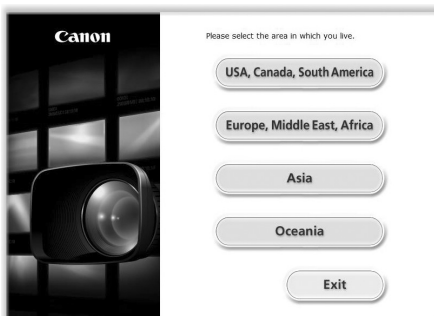 Canon
Please select the area in which you live.
USA, Canada, South America
Europe, Middle East, Africa
Asia
Oceania
Exit